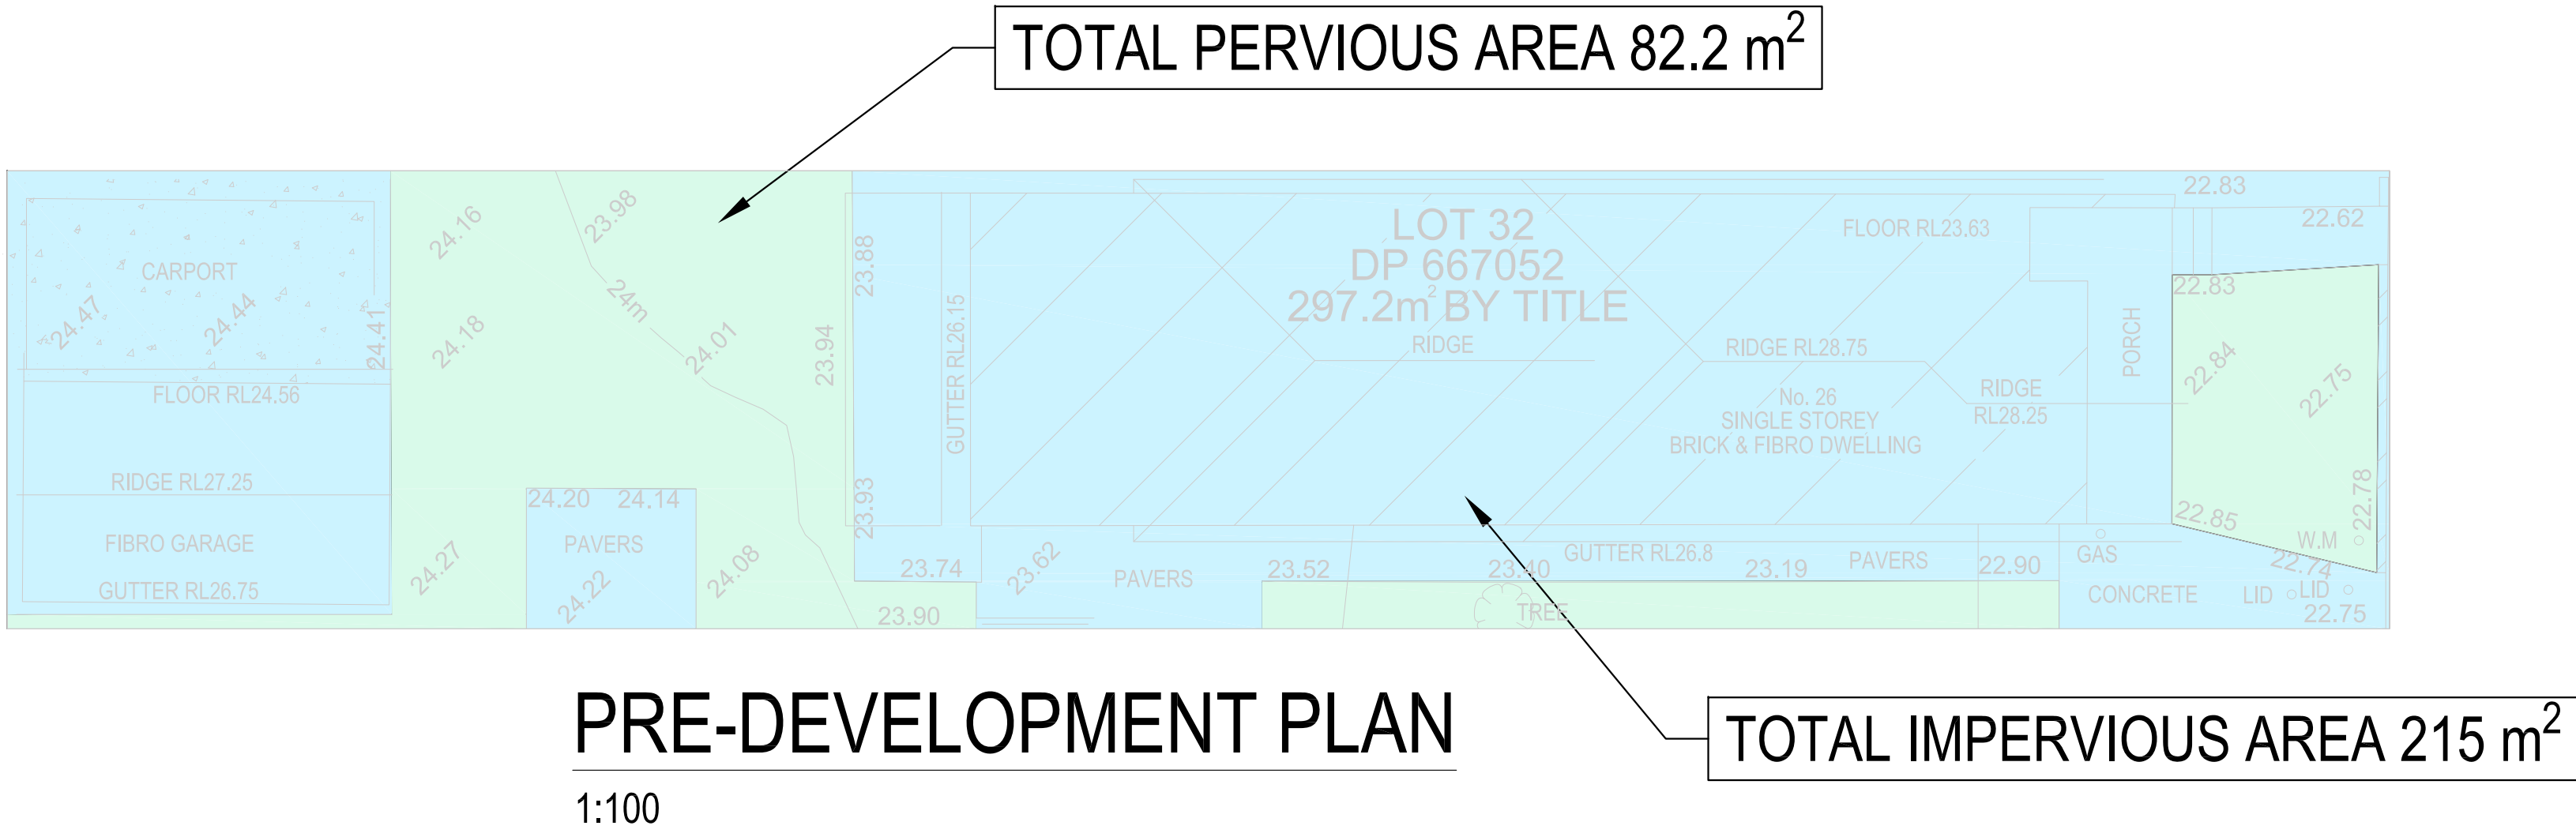 TOTAL PERVIOUS AREA 82.2 m²
22.83
22.62
24.16
23.98
LOT 32
DP 667052
297.2m² BY TITLE
FLOOR RL23.63
CARPORT
23.88
24.47
24.44
24.41
24m
24.18
24.01
23.94
GUTTER RL26.15
RIDGE
RIDGE RL28.75
PORCH
22.83
22.84
22.75
FLOOR RL24.56
No. 26
SINGLE STOREY
BRICK & FIBRO DWELLING
RIDGE
RL28.25
RIDGE RL27.25
24.20
24.14
23.93
22.85
22.78
FIBRO GARAGE
PAVERS
GUTTER RL26.8
PAVERS
GAS
W.M
24.27
24.22
24.08
23.74
23.62
PAVERS
23.52
23.40
23.19
22.90
22.74
GUTTER RL26.75
23.90
TREE
CONCRETE
LID
LID
22.75
PRE-DEVELOPMENT PLAN
1:100
TOTAL IMPERVIOUS AREA 215 m²